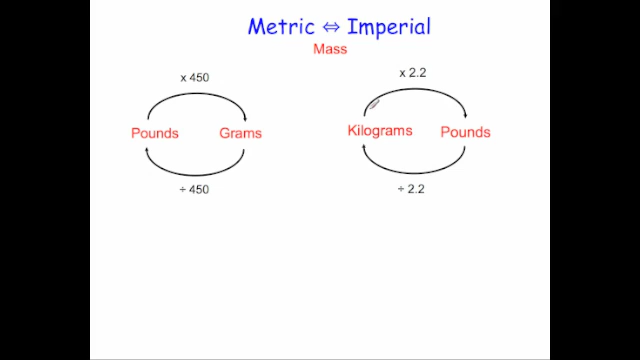 Metric ⇔ Imperial
Mass
x 450
Pounds Grams
÷ 450
x 2.2
Kilograms Pounds
÷ 2.2